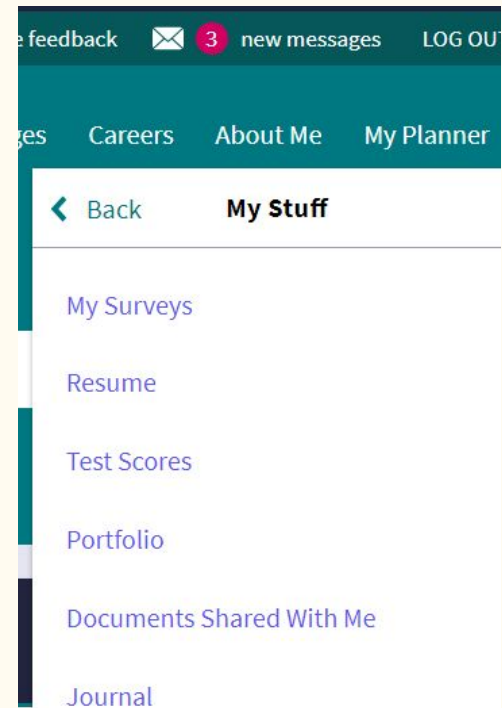 feedback 3 new messages LOG OU
Careers About Me My Planner
Back My Stuff
My Surveys
Resume
Test Scores
Portfolio
Documents Shared With Me
Journal